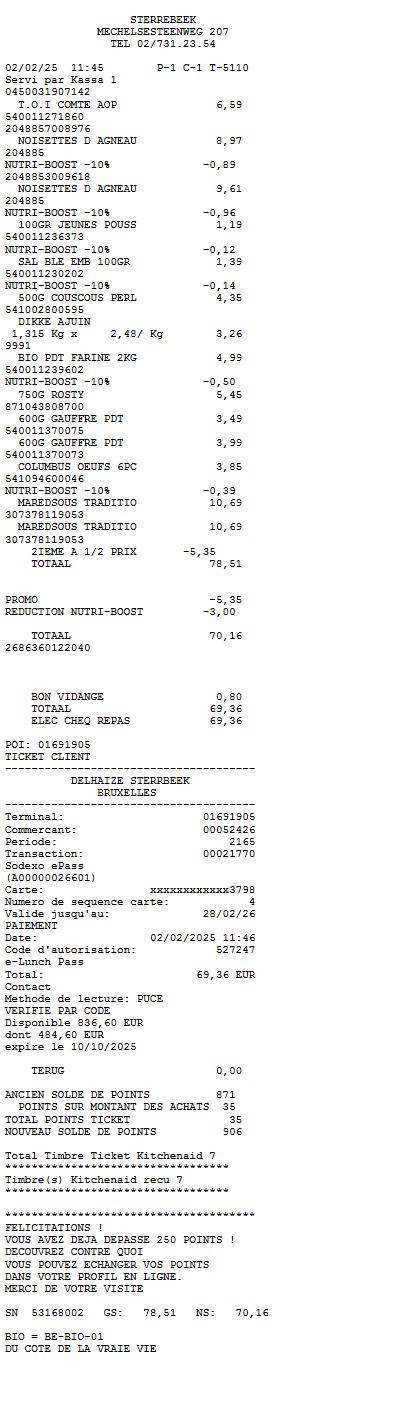 STERREBEEK
MECHELSESTEENWEG 207
TEL 02/731.23.54
02/02/25 11:45 P-1 C-1 T-5110
Servi par Kassa 1
0450031907142
T.O.I COMTE AOP 6,59
540011271860
2048857008976
NOISETTES D AGNEAU 8,97
204885
NUTRI-BOOST -10% -0,89
2048853009618
NOISETTES D AGNEAU 9,61
204885
NUTRI-BOOST -10% -0,96
100GR JEUNES POUSS 1,19
540011236373
NUTRI-BOOST -10% -0,12
SAL BLE EMB 100GR 1,39
540011230202
NUTRI-BOOST -10% -0,14
500G COUSCOUS PERL 4,35
541002800595
DIKKE AJUIN
1,315 Kg x 2,48/ Kg 3,26
9991
BIO PDT FARINE 2KG 4,99
540011239602
NUTRI-BOOST -10% -0,50
750G ROSTY 5,45
871043808700
600G GAUFFRE PDT 3,49
540011370075
600G GAUFFRE PDT 3,99
540011370073
COLUMBUS OEUFS 6PC 3,85
541094600046
NUTRI-BOOST -10% -0,39
MAREDSOUS TRADITIO 10,69
307378119053
MAREDSOUS TRADITIO 10,69
307378119053
2IEME A 1/2 PRIX -5,35
TOTAAL 78,51
PROMO -5,35
REDUCTION NUTRI-BOOST -3,00
TOTAAL 70,16
2686360122040
BON VIDANGE 0,80
TOTAAL 69,36
ELEC CHEQ REPAS 69,36
POI: 01691905
TICKET CLIENT
--------------------------------------
DELHAIZE STERRBEEK
BRUXELLES
--------------------------------------
Terminal: 01691905
Commercant: 00052426
Periode: 2165
Transaction: 00021770
Sodexo ePass
(A00000026601)
Carte: xxxxxxxxxxxx3798
Numero de sequence carte: 4
Valide jusqu'au: 28/02/26
PAIEMENT
Date: 02/02/2025 11:46
Code d'autorisation: 527247
e-Lunch Pass
Total: 69,36 EUR
Contact
Methode de lecture: PUCE
VERIFIE PAR CODE
Disponible 836,60 EUR
dont 484,60 EUR
expire le 10/10/2025
TERUG 0,00
ANCIEN SOLDE DE POINTS 871
POINTS SUR MONTANT DES ACHATS 35
TOTAL POINTS TICKET 35
NOUVEAU SOLDE DE POINTS 906
Total Timbre Ticket Kitchenaid 7
**********************************
Timbre(s) Kitchenaid recu 7
**********************************
**************************************
FELICITATIONS !
VOUS AVEZ DEJA DEPASSE 250 POINTS !
DECOUVREZ CONTRE QUOI
VOUS POUVEZ ECHANGER VOS POINTS
DANS VOTRE PROFIL EN LIGNE.
MERCI DE VOTRE VISITE
SN 53168002 GS: 78,51 NS: 70,16
BIO = BE-BIO-01
DU COTE DE LA VRAIE VIE